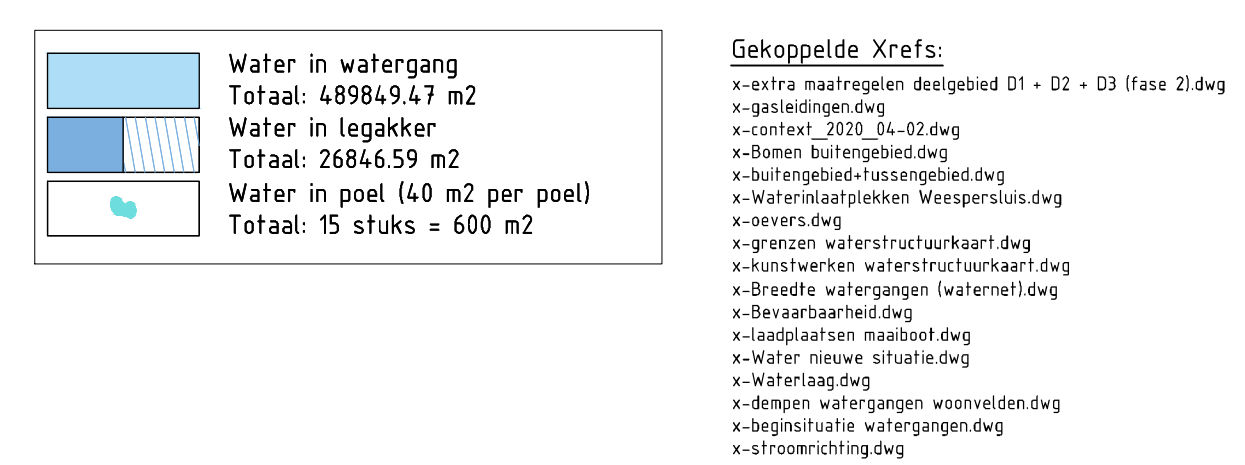 Water in watergang
Totaal: 489849.47 m2
Water in legakker
Totaal: 26846.59 m2
Water in poel (40 m2 per poel)
Totaal: 15 stuks = 600 m2
Gekoppelde Xrefs:
x-extra maatregelen deelgebied D1 + D2 + D3 (fase 2).dwg
x-gasleidingen.dwg
x-context_2020_04-02.dwg
x-Bomen buitengebied.dwg
x-buitengebied+tussengebied.dwg
x-Waterinlaatplekken Weespersluis.dwg
x-oevers.dwg
x-grenzen waterstructuurkaart.dwg
x-kunstwerken waterstructuurkaart.dwg
x-Breedte watergangen (waternet).dwg
x-Bevaarbaarheid.dwg
x-laadplaatsen maaiboot.dwg
x-Water nieuwe situatie.dwg
x-Waterlaag.dwg
x-dempen watergangen woonvelden.dwg
x-beginsituatie watergangen.dwg
x-stroomrichting.dwg